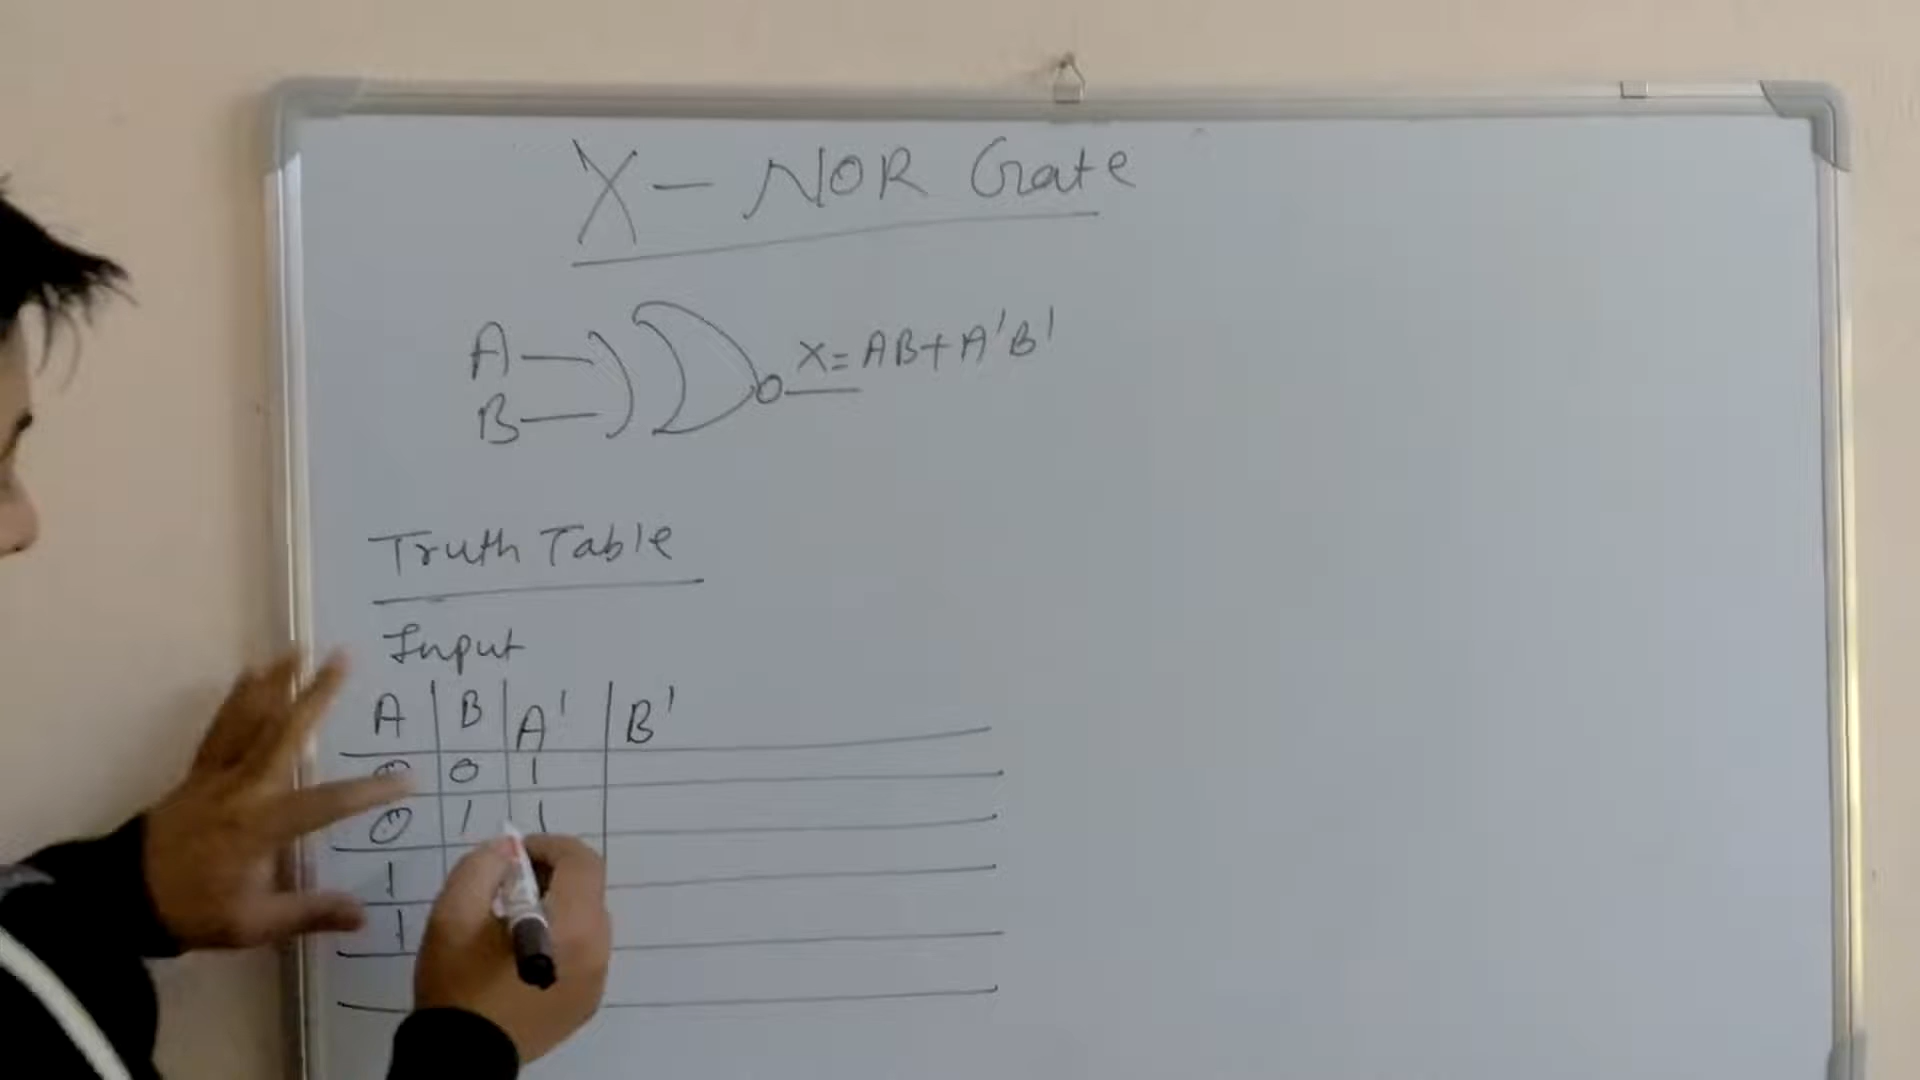 X - NOR Gate
A
B
X = AB + A'B'
Truth Table
Input
A B A' B'
0 0 1
0 1 1
1
1